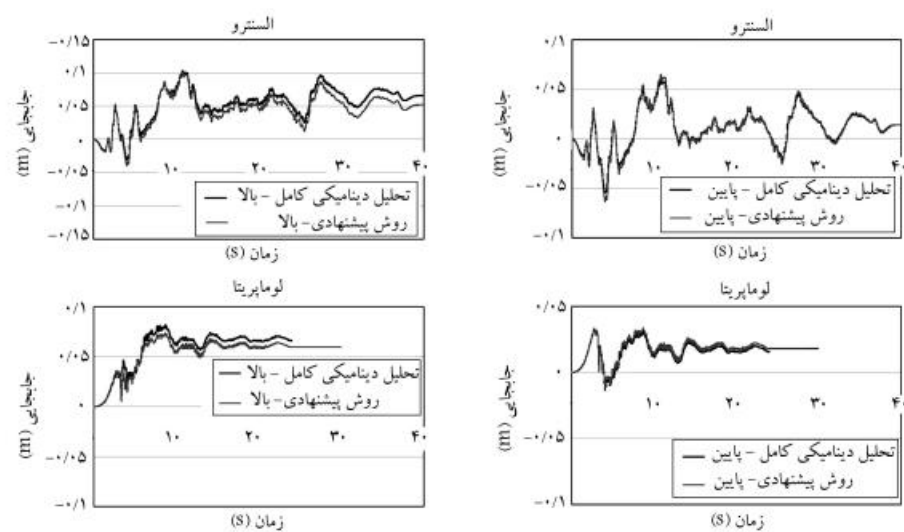 السنترو
-۰/۱۵
۰/۱
۰/۰۵
۰
-۰/۰۵
-۰/۱
-۰/۱۵
جابجایی (m)
۱۰ ۲۰ ۳۰ ۴۰
تحلیل دینامیکی کامل - بالا
روش پیشنهادی- بالا
زمان (s)
السنترو
۰/۱
۰/۰۵
۰
-۰/۰۵
-۰/۱
جابجایی (m)
۱۰ ۲۰ ۳۰ ۴۰
تحلیل دینامیکی کامل - پایین
روش پیشنهادی- پایین
زمان (s)
لوماپریتا
۰/۱
۰/۰۵
۰
-۰/۰۵
-۰/۱
جابجایی (m)
۱۰ ۲۰ ۳۰ ۴۰
تحلیل دینامیکی کامل - بالا
روش پیشنهادی- بالا
زمان (s)
لوماپریتا
۰/۰۵
۰
-۰/۰۵
-۰/۱
جابجایی (m)
۱۰ ۲۰ ۳۰ ۴۰
تحلیل دینامیکی کامل - پایین
روش پیشنهادی- پایین
زمان (s)